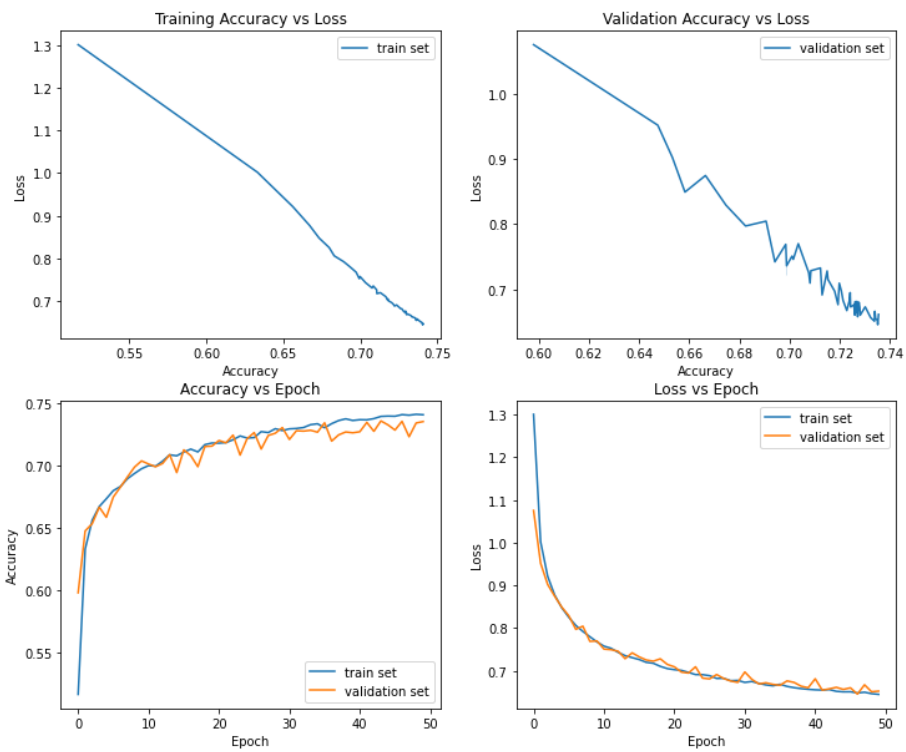 Training Accuracy vs Loss
train set
1.3
1.2
1.1
1.0
0.9
0.8
0.7
Loss
0.55 0.60 0.65 0.70 0.75
Accuracy
Validation Accuracy vs Loss
validation set
1.0
0.9
0.8
0.7
Loss
0.60 0.62 0.64 0.66 0.68 0.70 0.72 0.74
Accuracy
Accuracy vs Epoch
0.75
0.70
0.65
0.60
0.55
Accuracy
train set
validation set
0 10 20 30 40 50
Epoch
Loss vs Epoch
train set
validation set
1.3
1.2
1.1
1.0
0.9
0.8
0.7
Loss
0 10 20 30 40 50
Epoch